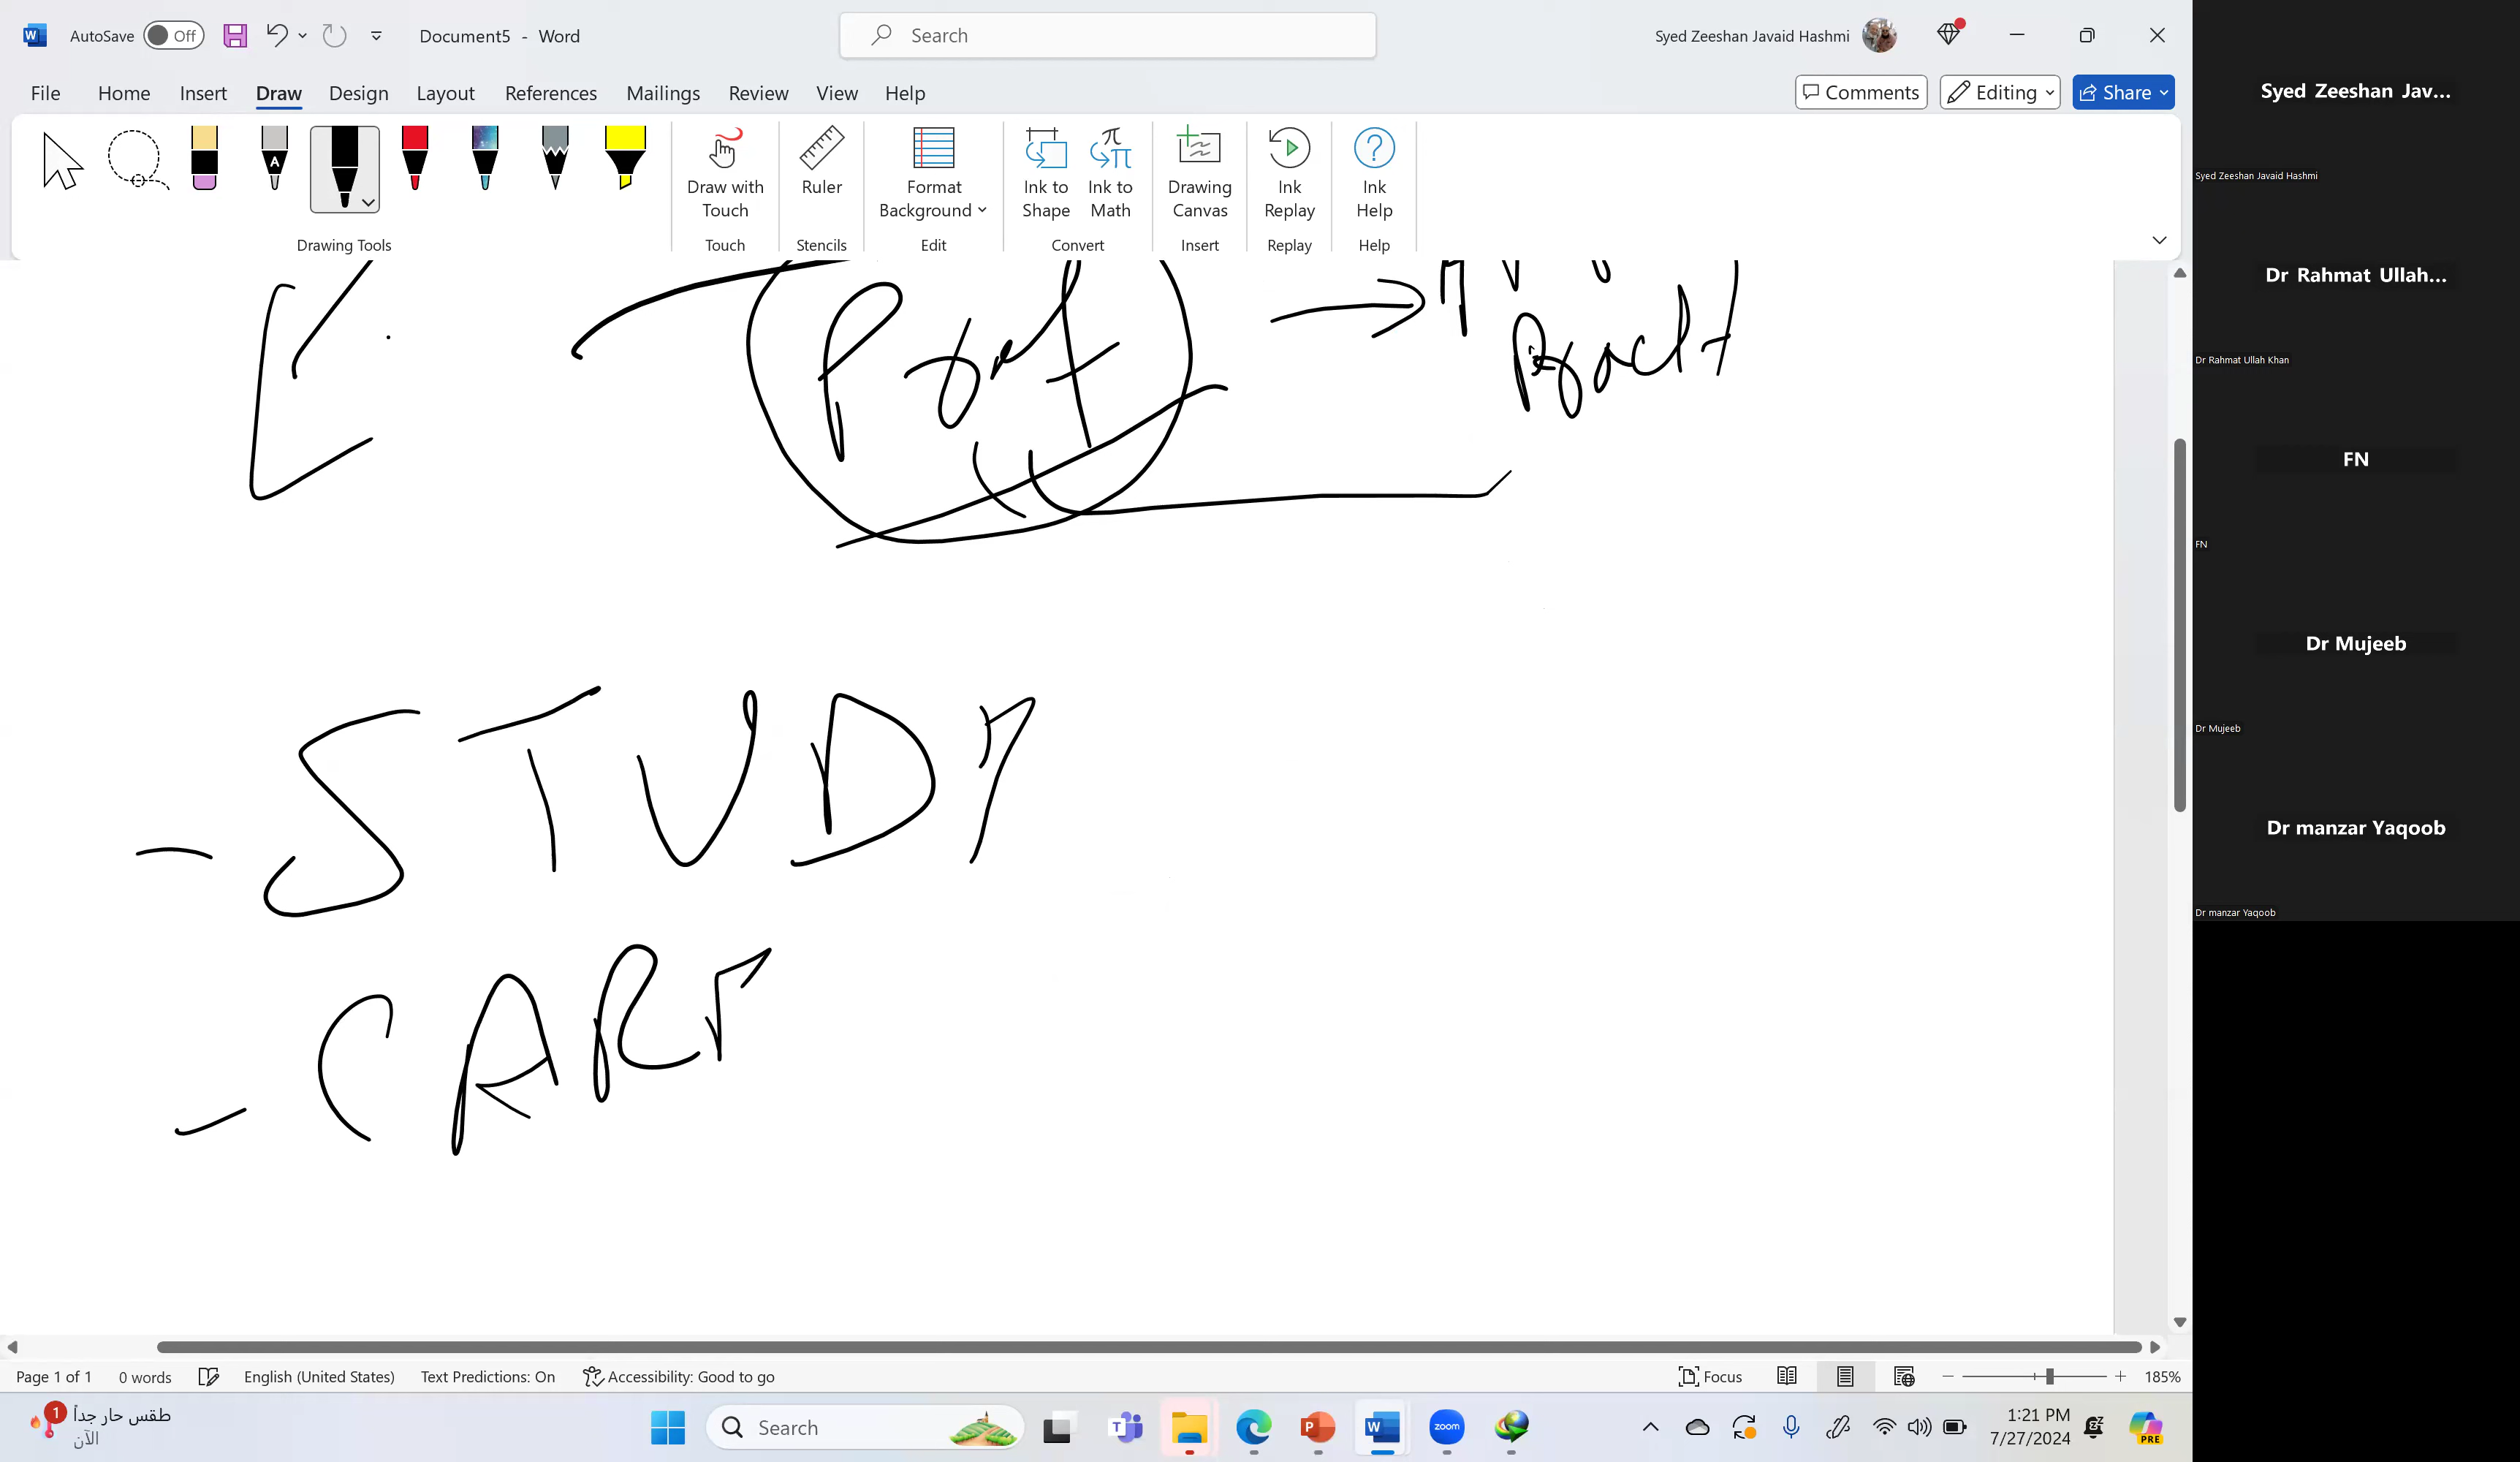 AutoSave Off Document5 - Word Search Syed Zeeshan Javaid Hashmi
File Home Insert Draw Design Layout References Mailings Review View Help Comments Editing Share
A
Draw with Touch Ruler Format Background Ink to Shape Ink to Math Drawing Canvas Ink Replay Ink Help
Drawing Tools Touch Stencils Edit Convert Insert Replay Help
- STUDY
- CAR
Page 1 of 1 0 words English (United States) Text Predictions: On Accessibility: Good to go Focus 185%
1 طقس حار جداً
الآن
Search
zoom
1:21 PM
7/27/2024
PRE
Syed Zeeshan Jav...
Syed Zeeshan Javaid Hashmi
Dr Rahmat Ullah...
Dr Rahmat Ullah Khan
FN
FN
Dr Mujeeb
Dr Mujeeb
Dr manzar Yaqoob
Dr manzar Yaqoob